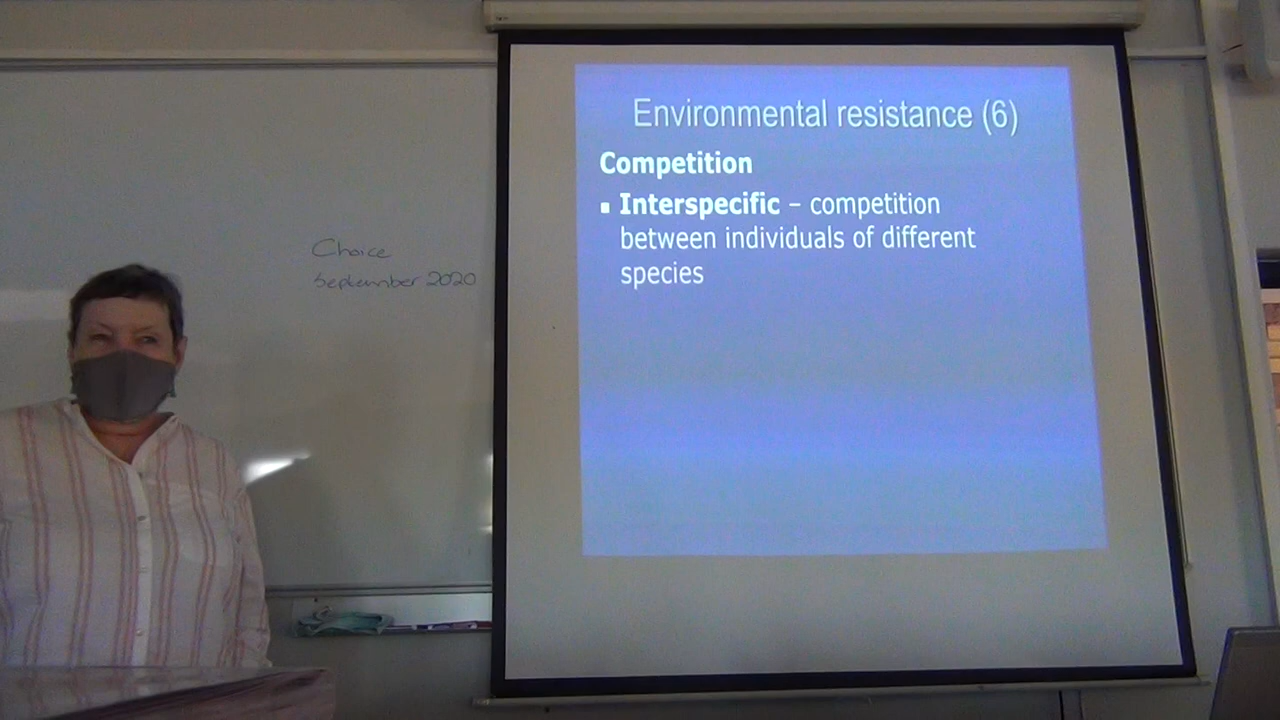 Choice
September 2020
Environmental resistance (6)
Competition
▪ Interspecific – competition
between individuals of different
species